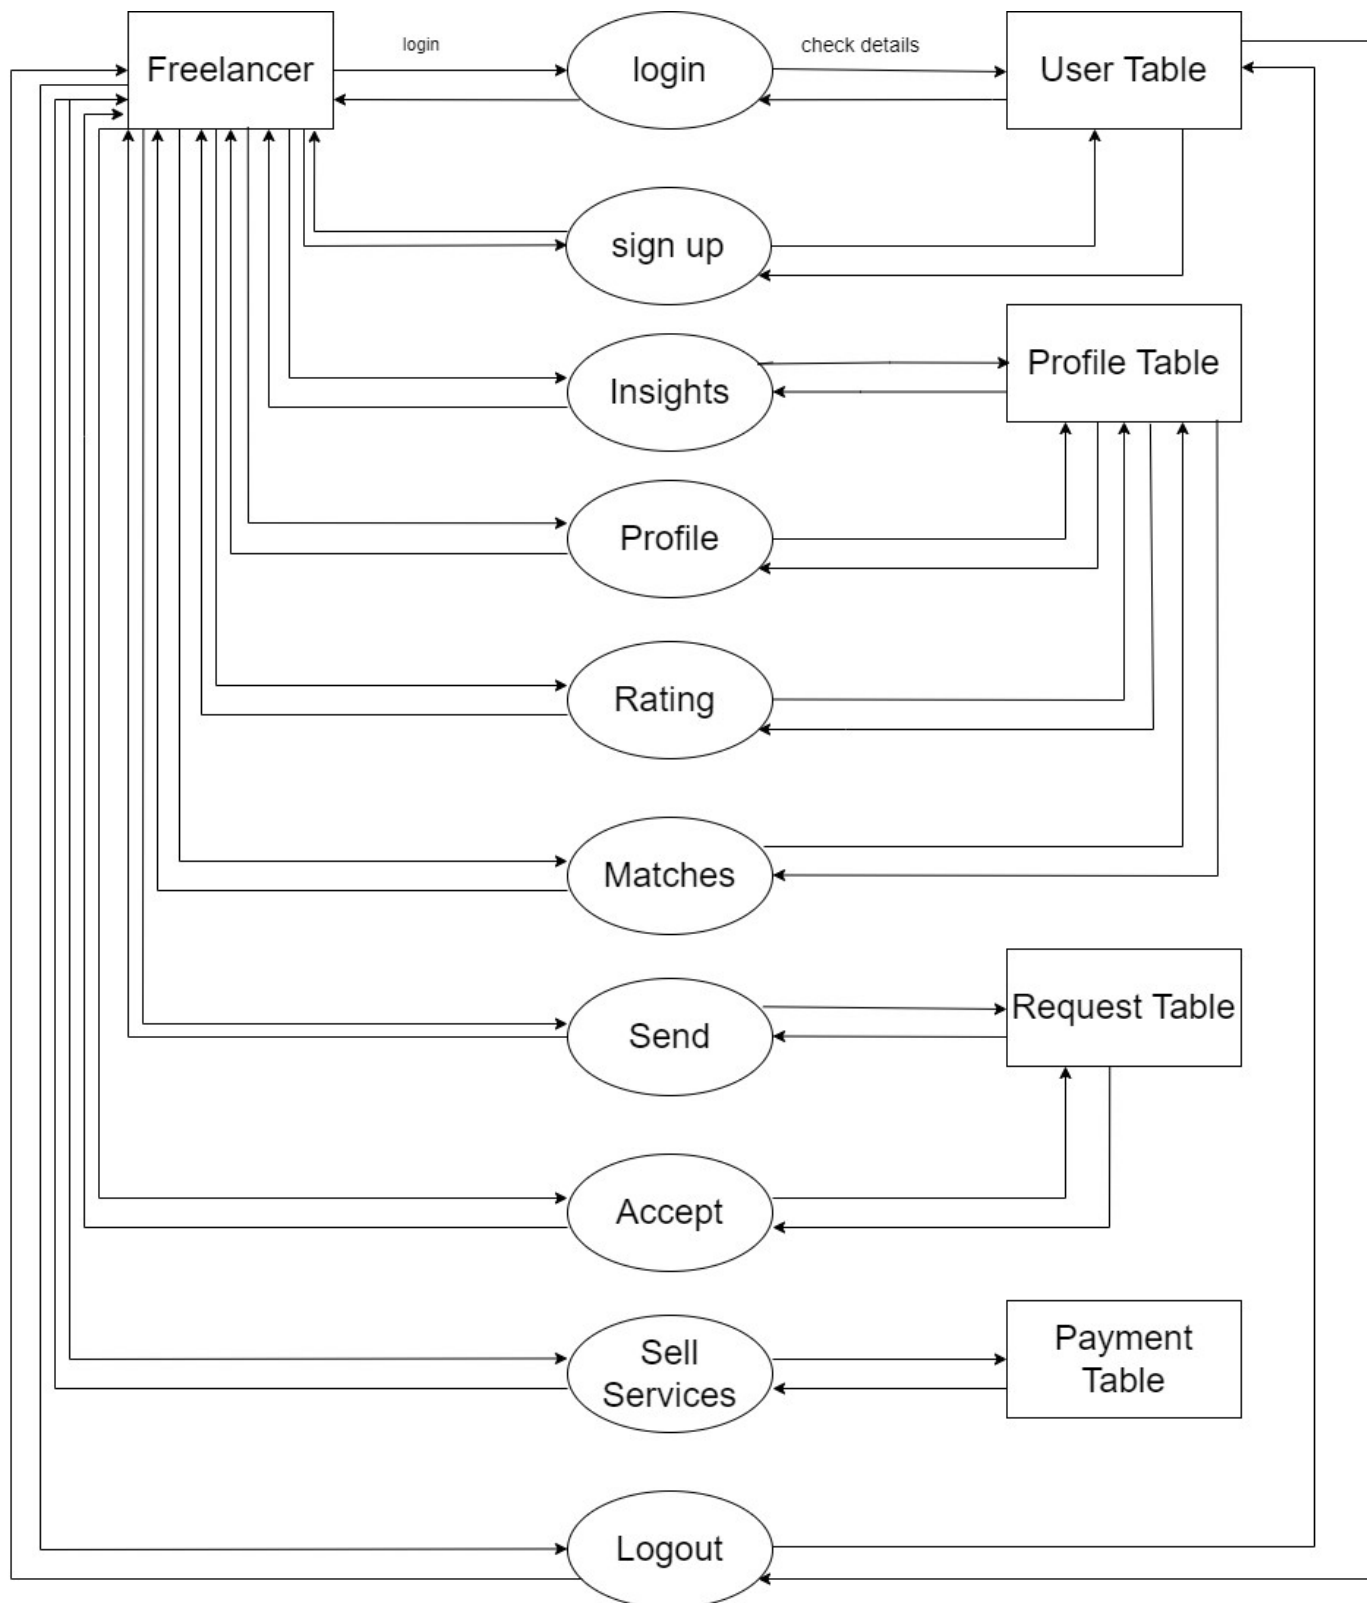 Freelancer
login
login
check details
User Table
sign up
Insights
Profile Table
Profile
Rating
Matches
Send
Request Table
Accept
Sell
Services
Payment
Table
Logout